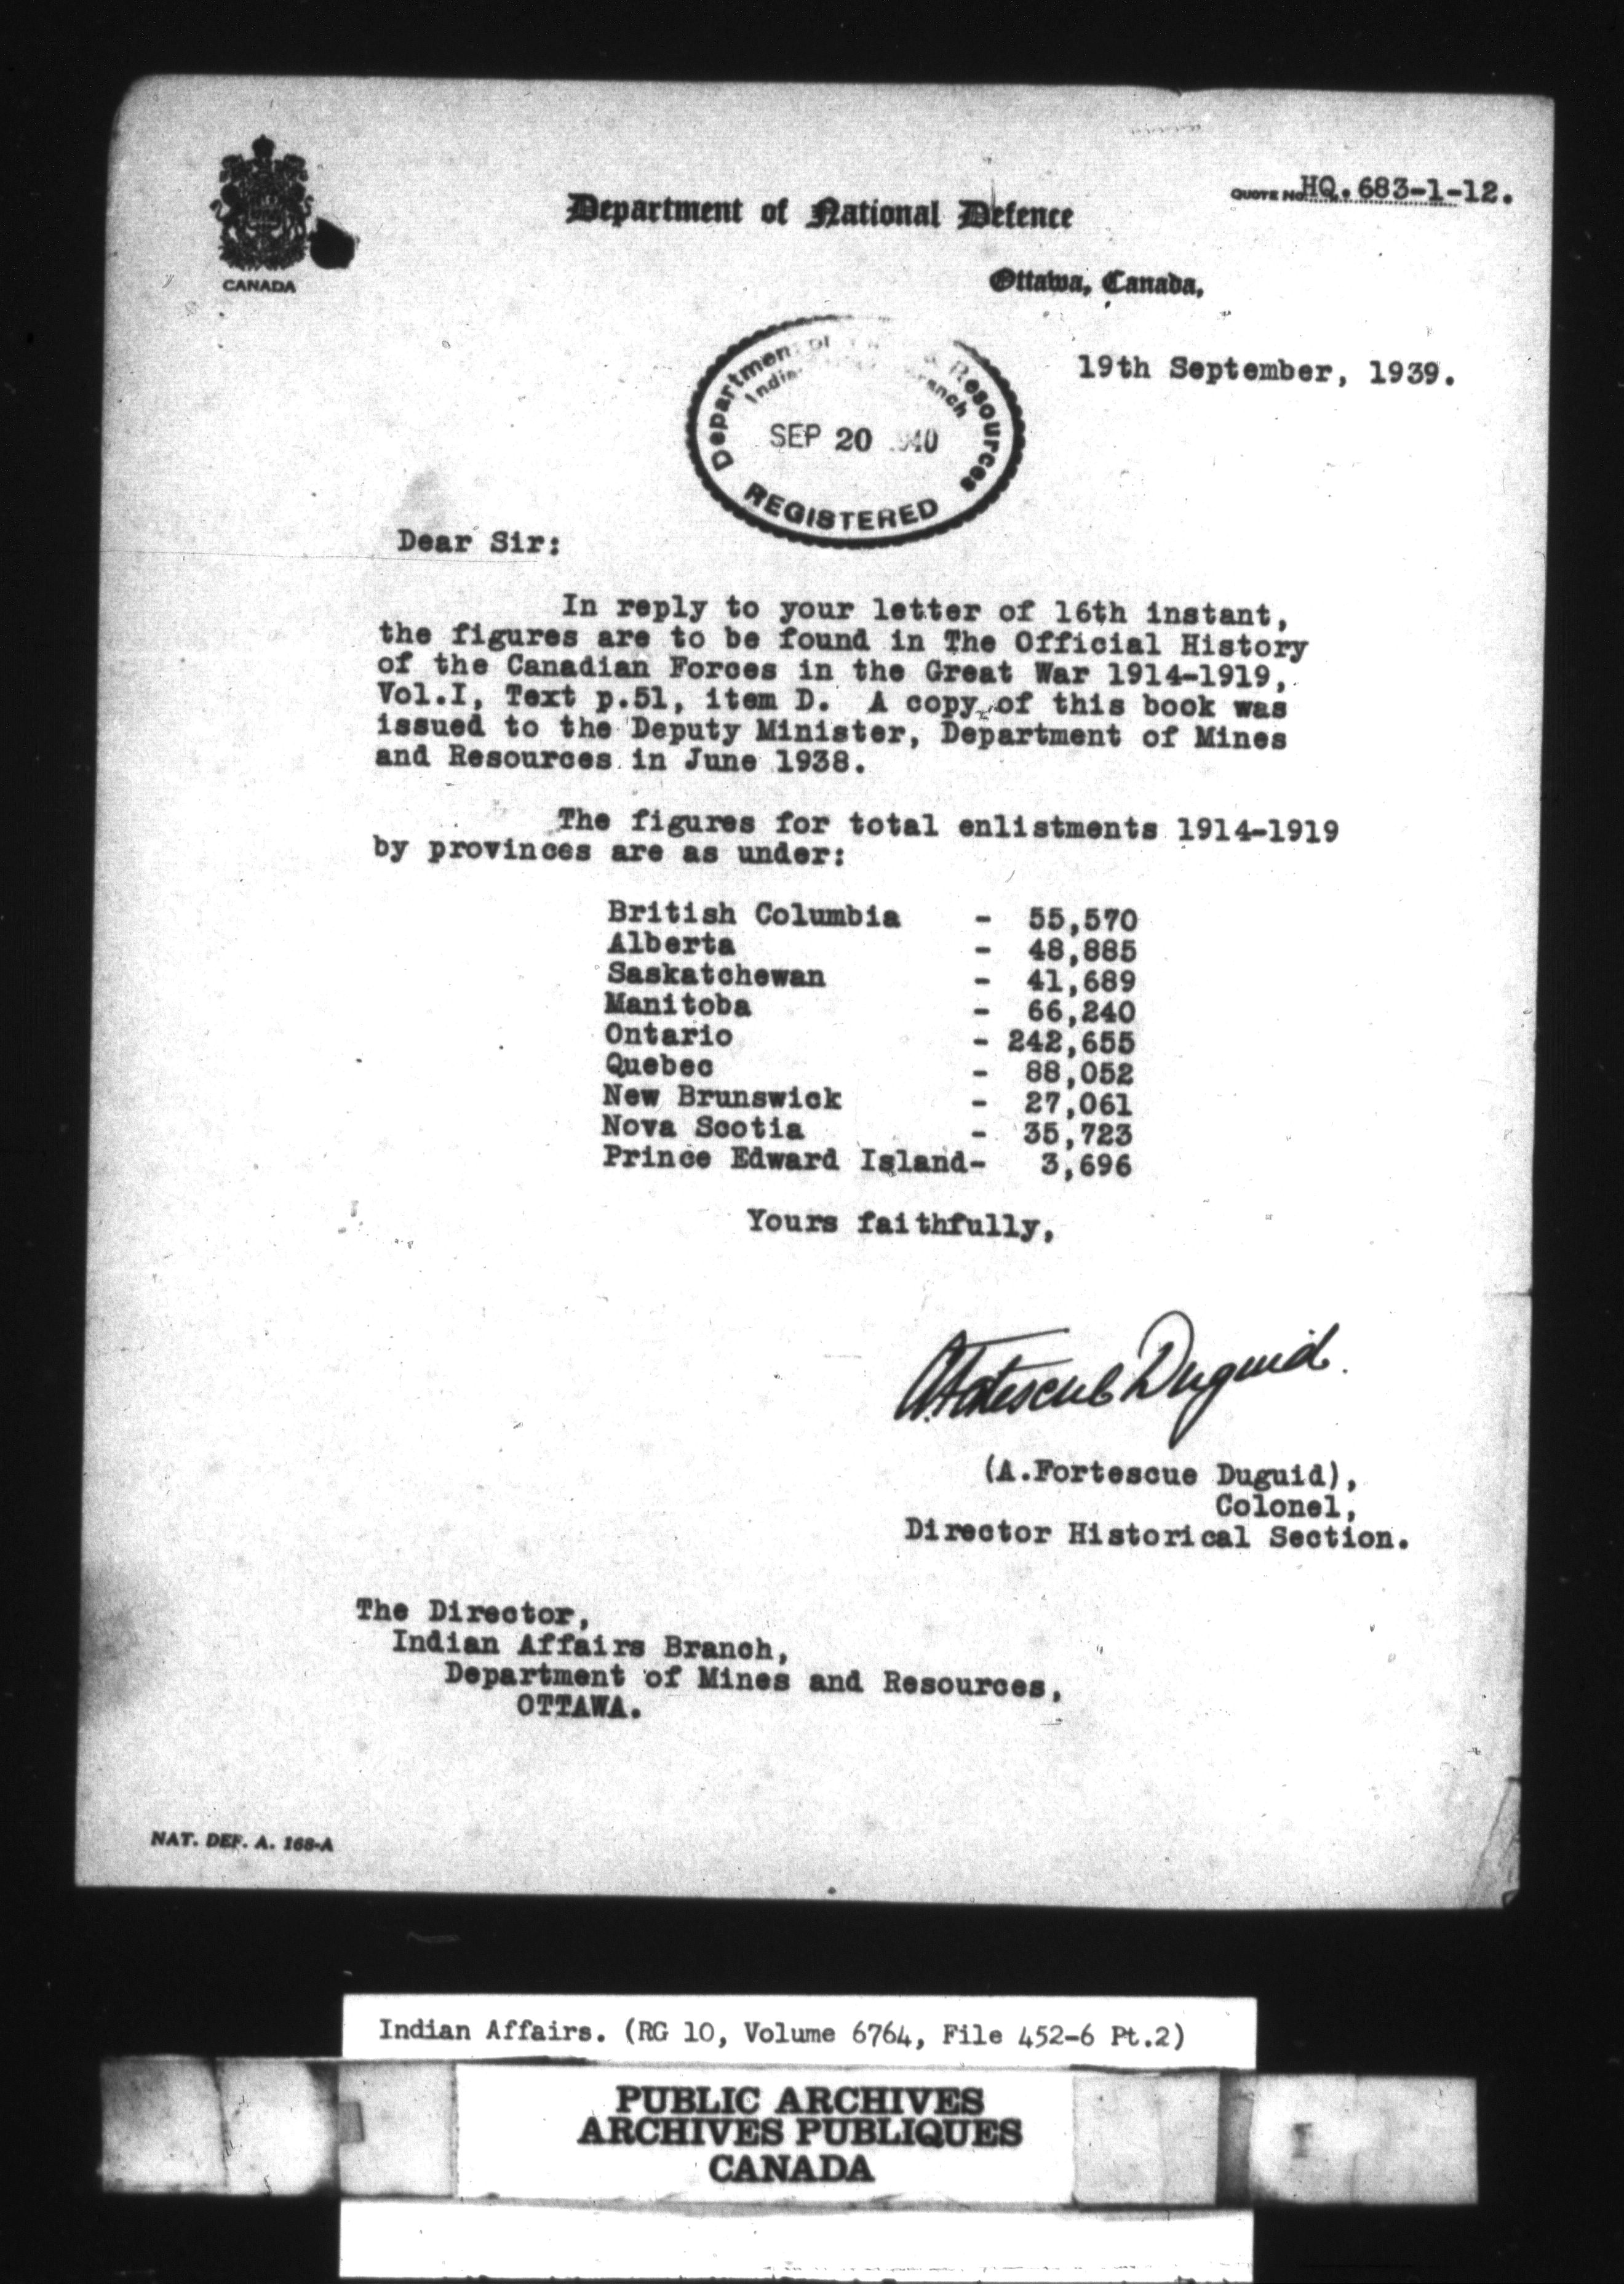 CANADA
Department of National Defence
QUOTE NO. HQ. 683-1-12.
Ottawa, Canada,
19th September, 1939.
Department of Resources
Branch
SEP 20
REGISTERED
Dear Sir:
In reply to your letter of 16th instant,
the figures are to be found in The Official History
of the Canadian Forces in the Great War 1914-1919,
Vol.I, Text p.51, item D. A copy of this book was
issued to the Deputy Minister, Department of Mines
and Resources in June 1938.
The figures for total enlistments 1914-1919
by provinces are as under:
British Columbia - 55,570
Alberta - 48,885
Saskatchewan - 41,689
Manitoba - 66,240
Ontario - 242,655
Quebec - 88,052
New Brunswick - 27,061
Nova Scotia - 35,723
Prince Edward Island- 3,696
Yours faithfully,
A. Fortescue Duguid.
(A.Fortescue Duguid),
Colonel,
Director Historical Section.
The Director,
Indian Affairs Branch,
Department of Mines and Resources,
OTTAWA.
NAT. DEF. A. 168-A
Indian Affairs. (RG 10, Volume 6764, File 452-6 Pt.2)
PUBLIC ARCHIVES
ARCHIVES PUBLIQUES
CANADA